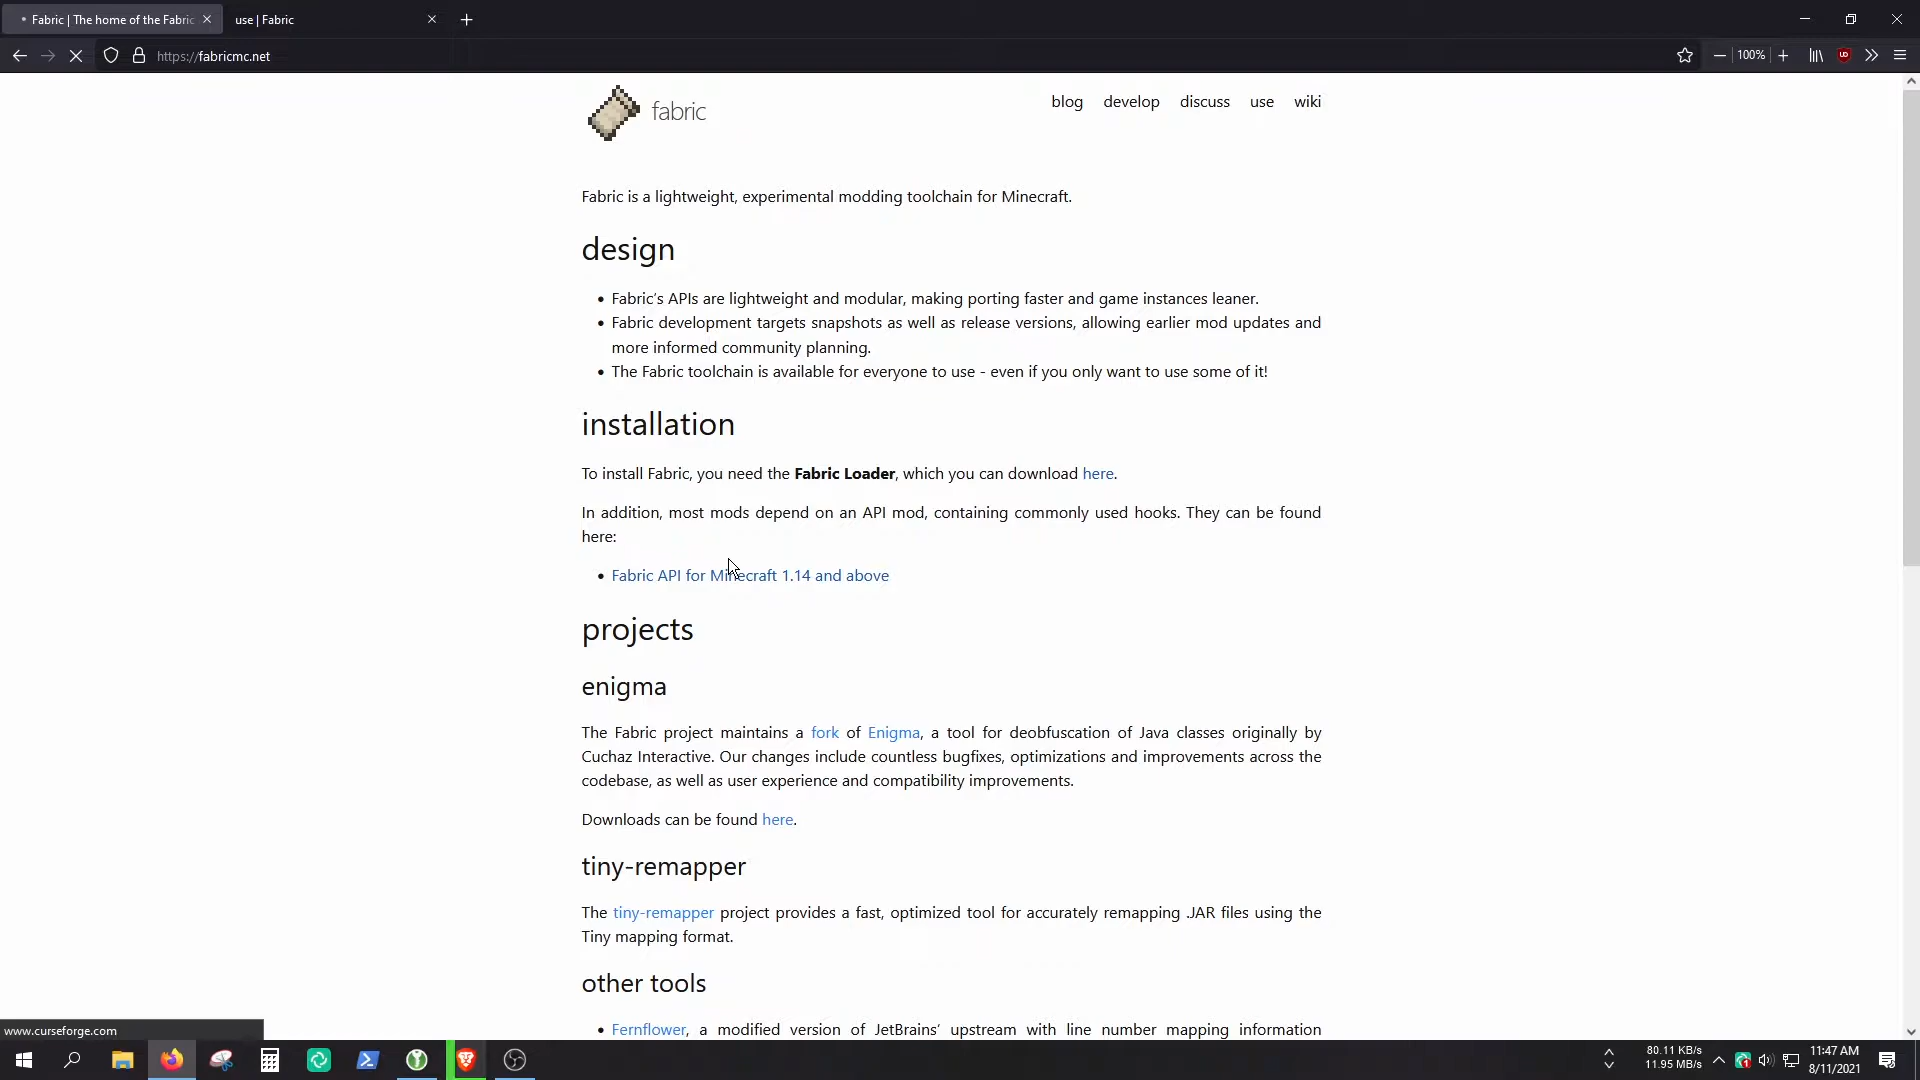 Fabric | The home of the Fabric
use | Fabric
https://fabricmc.net
100%
fabric
blog develop discuss use wiki
Fabric is a lightweight, experimental modding toolchain for Minecraft.
design
• Fabric's APIs are lightweight and modular, making porting faster and game instances leaner.
• Fabric development targets snapshots as well as release versions, allowing earlier mod updates and
more informed community planning.
• The Fabric toolchain is available for everyone to use - even if you only want to use some of it!
installation
To install Fabric, you need the Fabric Loader, which you can download here.
In addition, most mods depend on an API mod, containing commonly used hooks. They can be found
here:
• Fabric API for Minecraft 1.14 and above
projects
enigma
The Fabric project maintains a fork of Enigma, a tool for deobfuscation of Java classes originally by
Cuchaz Interactive. Our changes include countless bugfixes, optimizations and improvements across the
codebase, as well as user experience and compatibility improvements.
Downloads can be found here.
tiny-remapper
The tiny-remapper project provides a fast, optimized tool for accurately remapping .JAR files using the
Tiny mapping format.
other tools
• Fernflower, a modified version of JetBrains' upstream with line number mapping information
www.curseforge.com
80.11 KB/s
11.95 MB/s
11:47 AM
8/11/2021